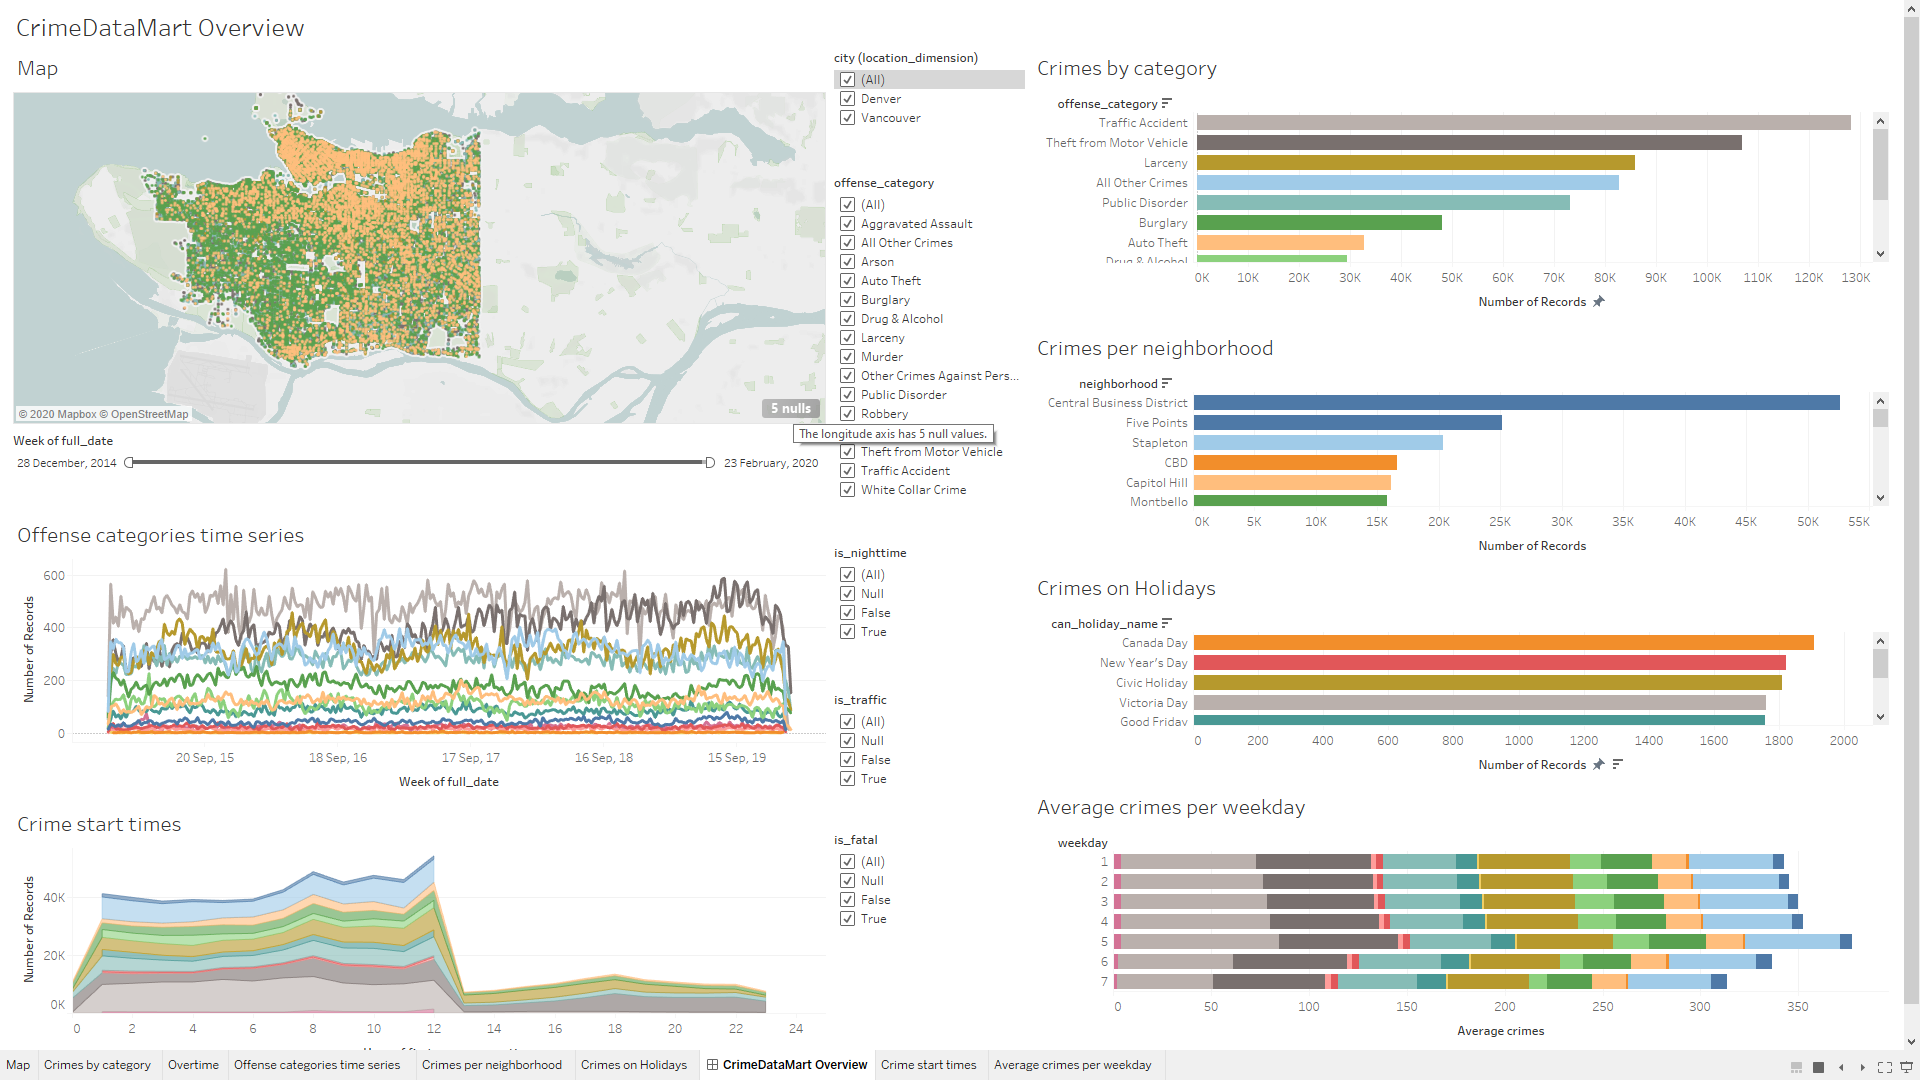 CrimeDataMart Overview
Map
© 2020 Mapbox © OpenStreetMap
5 nulls
The longitude axis has 5 null values.
Week of full_date
28 December, 2014
23 February, 2020
Offense categories time series
Number of Records
600
400
200
0
20 Sep, 15
18 Sep, 16
17 Sep, 17
16 Sep, 18
15 Sep, 19
Week of full_date
Crime start times
Number of Records
40K
20K
0K
0
2
4
6
8
10
12
14
16
18
20
22
24
city (location_dimension)
(All)
Denver
Vancouver
offense_category
(All)
Aggravated Assault
All Other Crimes
Arson
Auto Theft
Burglary
Drug & Alcohol
Larceny
Murder
Other Crimes Against Pers...
Public Disorder
Robbery
Theft from Motor Vehicle
Traffic Accident
White Collar Crime
is_nighttime
(All)
Null
False
True
is_traffic
(All)
Null
False
True
is_fatal
(All)
Null
False
True
Crimes by category
offense_category
Traffic Accident
Theft from Motor Vehicle
Larceny
All Other Crimes
Public Disorder
Burglary
Auto Theft
Drug & Alcohol
0K
10K
20K
30K
40K
50K
60K
70K
80K
90K
100K
110K
120K
130K
Number of Records
Crimes per neighborhood
neighborhood
Central Business District
Five Points
Stapleton
CBD
Capitol Hill
Montbello
0K
5K
10K
15K
20K
25K
30K
35K
40K
45K
50K
55K
Number of Records
Crimes on Holidays
can_holiday_name
Canada Day
New Year's Day
Civic Holiday
Victoria Day
Good Friday
0
200
400
600
800
1000
1200
1400
1600
1800
2000
Number of Records
Average crimes per weekday
weekday
1
2
3
4
5
6
7
0
50
100
150
200
250
300
350
Average crimes
Map
Crimes by category
Overtime
Offense categories time series
Crimes per neighborhood
Crimes on Holidays
CrimeDataMart Overview
Crime start times
Average crimes per weekday